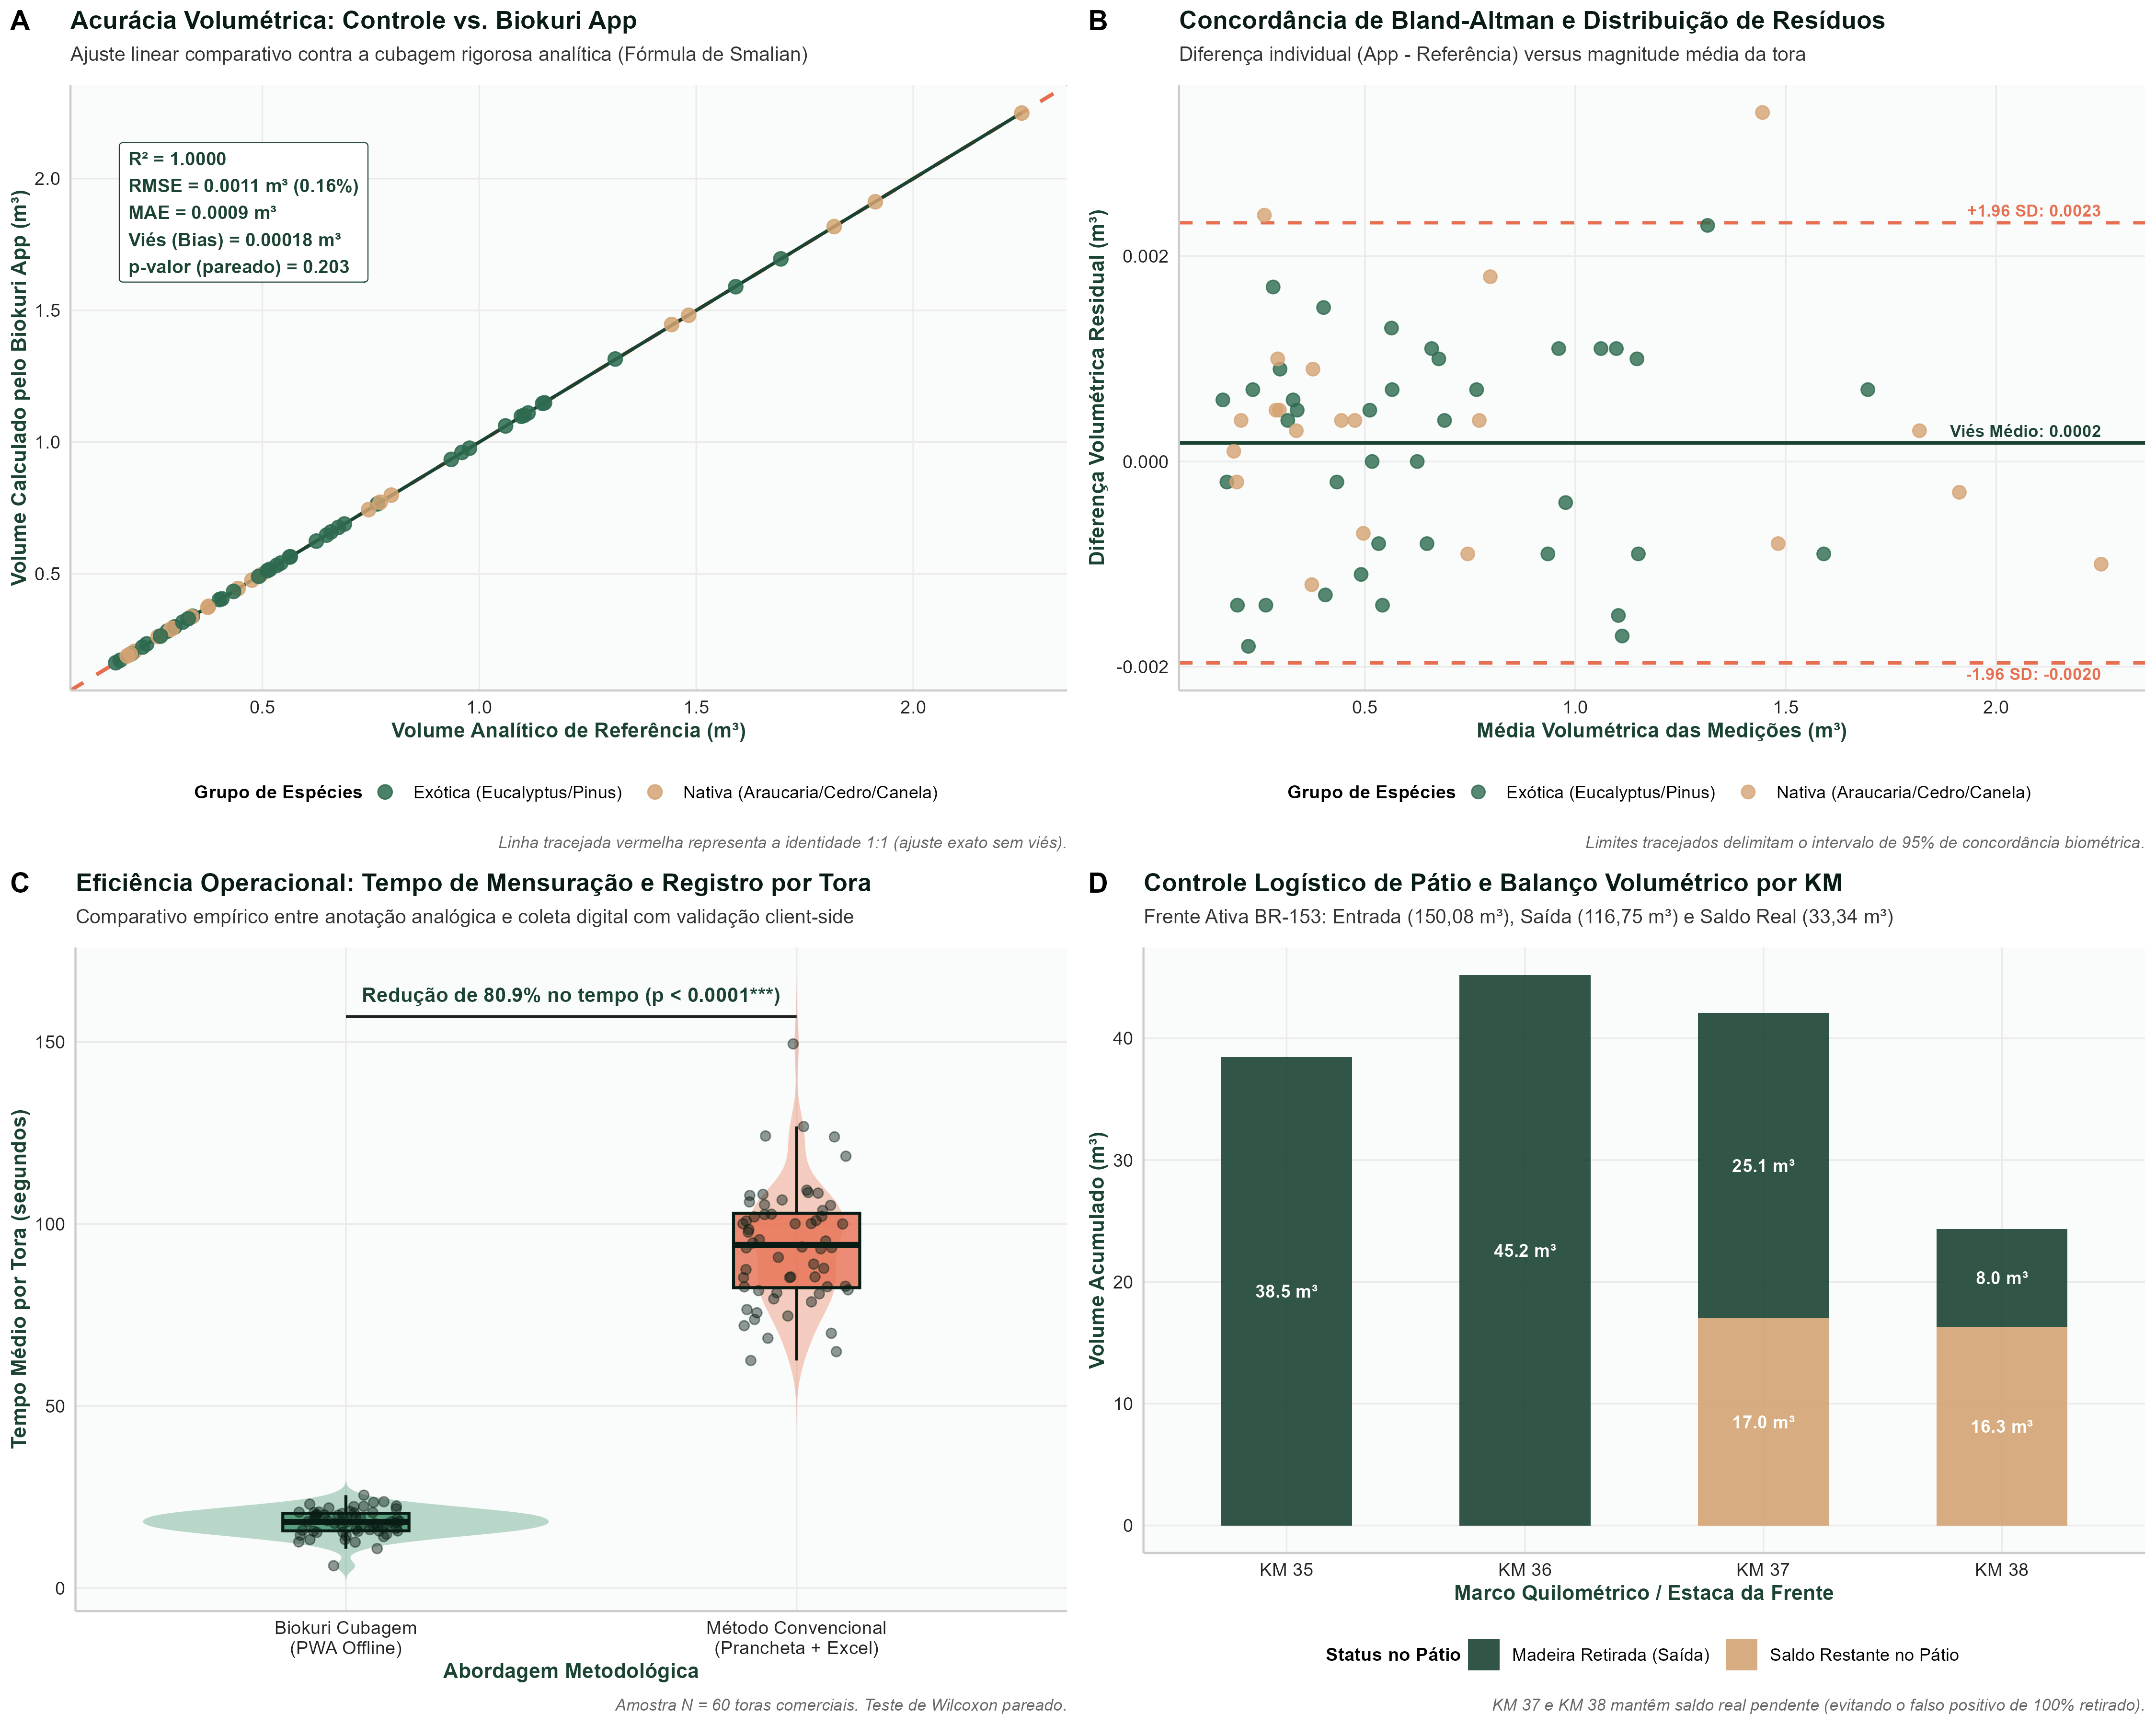 A
Acurácia Volumétrica: Controle vs. Biokuri App
Ajuste linear comparativo contra a cubagem rigorosa analítica (Fórmula de Smalian)
R² = 1.0000
RMSE = 0.0011 m³ (0.16%)
MAE = 0.0009 m³
Viés (Bias) = 0.00018 m³
p-valor (pareado) = 0.203
Volume Calculado pelo Biokuri App (m³)
2.0
1.5
1.0
0.5
0.5
1.0
1.5
2.0
Volume Analítico de Referência (m³)
Grupo de Espécies
Exótica (Eucalyptus/Pinus)
Nativa (Araucaria/Cedro/Canela)
Linha tracejada vermelha representa a identidade 1:1 (ajuste exato sem viés).
B
Concordância de Bland-Altman e Distribuição de Resíduos
Diferença individual (App - Referência) versus magnitude média da tora
Diferença Volumétrica Residual (m³)
0.002
0.000
-0.002
+1.96 SD: 0.0023
Viés Médio: 0.0002
-1.96 SD: -0.0020
0.5
1.0
1.5
2.0
Média Volumétrica das Medições (m³)
Grupo de Espécies
Exótica (Eucalyptus/Pinus)
Nativa (Araucaria/Cedro/Canela)
Limites tracejados delimitam o intervalo de 95% de concordância biométrica.
C
Eficiência Operacional: Tempo de Mensuração e Registro por Tora
Comparativo empírico entre anotação analógica e coleta digital com validação client-side
Redução de 80.9% no tempo (p < 0.0001***)
Tempo Médio por Tora (segundos)
150
100
50
0
Biokuri Cubagem
(PWA Offline)
Método Convencional
(Prancheta + Excel)
Abordagem Metodológica
Amostra N = 60 toras comerciais. Teste de Wilcoxon pareado.
D
Controle Logístico de Pátio e Balanço Volumétrico por KM
Frente Ativa BR-153: Entrada (150,08 m³), Saída (116,75 m³) e Saldo Real (33,34 m³)
Volume Acumulado (m³)
40
30
20
10
0
38.5 m³
45.2 m³
25.1 m³
17.0 m³
8.0 m³
16.3 m³
KM 35
KM 36
KM 37
KM 38
Marco Quilométrico / Estaca da Frente
Status no Pátio
Madeira Retirada (Saída)
Saldo Restante no Pátio
KM 37 e KM 38 mantêm saldo real pendente (evitando o falso positivo de 100% retirado).